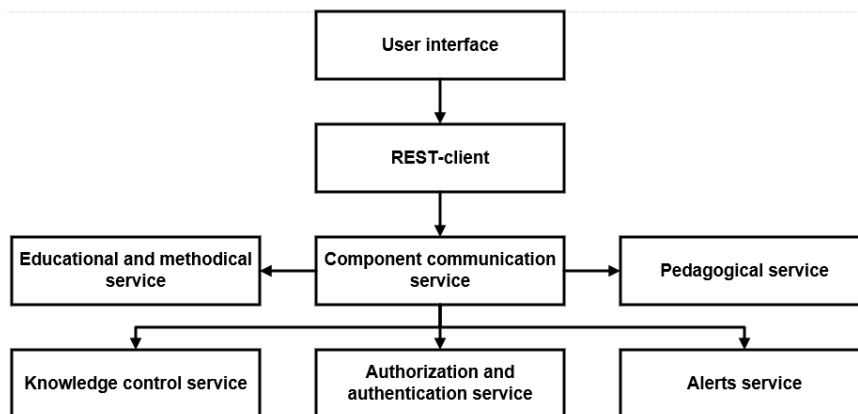 User interface
REST-client
Educational and methodical
service
Component communication
service
Pedagogical service
Knowledge control service
Authorization and
authentication service
Alerts service